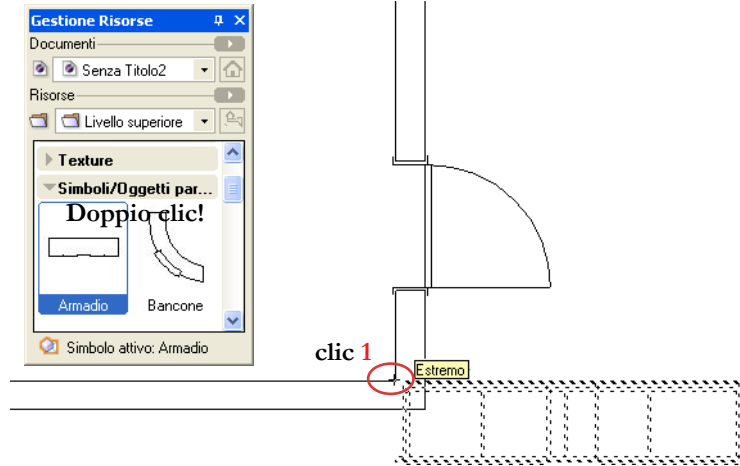 Gestione Risorse
Documenti
Senza Titolo2
Risorse
Livello superiore
Texture
Simboli/Oggetti par...
Doppio clic!
Armadio
Bancone
Simbolo attivo: Armadio
clic 1
Estremo